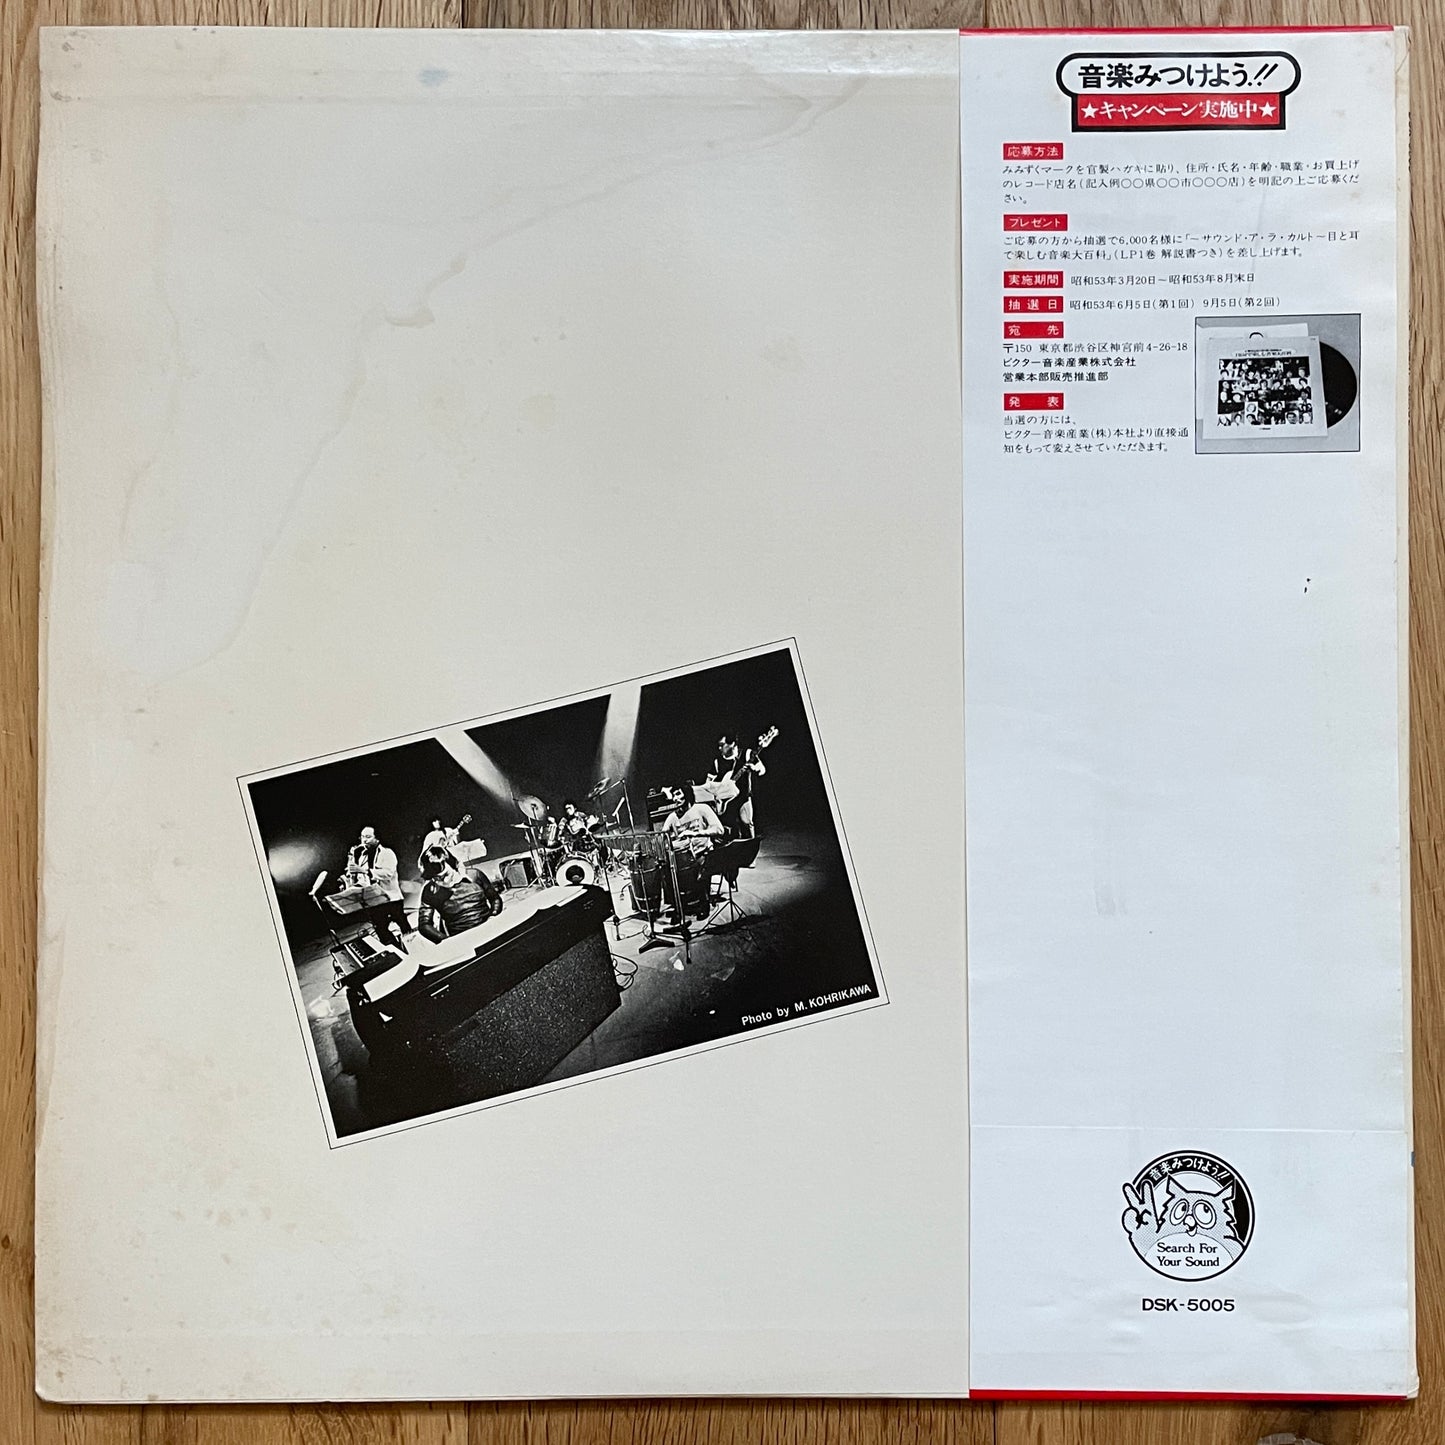 音楽みつけよう!!
★キャンペーン実施中★
応募方法
みみずくマークを官製ハガキに貼り、住所・氏名・年齢・職業・お買上げ
のレコード店名(記入例○○県○○市○○○店)を明記の上ご応募くだ
さい。
プレゼント
ご応募の方から抽選で6,000名様に「〜サウンド・ア・ラ・カルト〜目と耳
で楽しむ音楽大百科」(LP1巻 解説書つき)を差し上げます。
実施期間 昭和53年3月20日〜昭和53年8月末日
抽選日 昭和53年6月5日(第1回) 9月5日(第2回)
宛先
〒150 東京都渋谷区神宮前4-26-18
ビクター音楽産業株式会社
営業本部販売推進部
発表
当選の方には、
ビクター音楽産業(株)本社より直接通
知をもって変えさせていただきます。
Photo by M. KOHRIKAWA
音楽みつけよう!!
Search For
Your Sound
DSK-5005